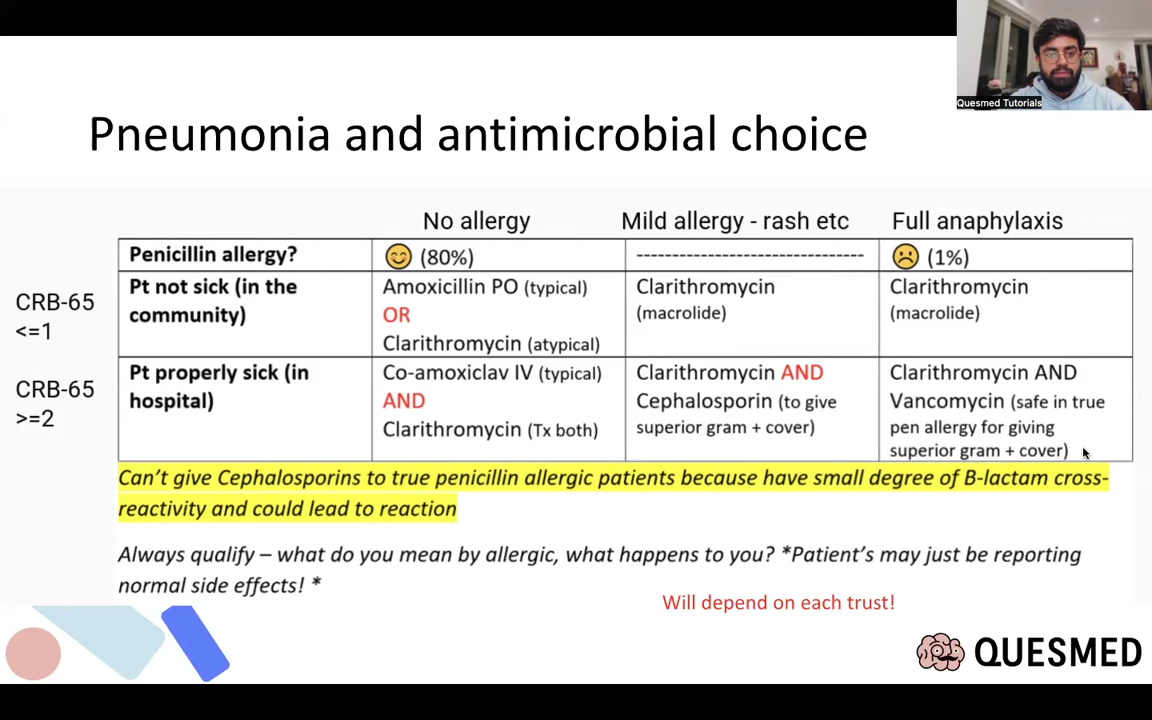 Quesmed Tutorials
Pneumonia and antimicrobial choice
No allergy Mild allergy - rash etc Full anaphylaxis
Penicillin allergy? (80%) ------------------------------ (1%)
CRB-65
<=1
Pt not sick (in the
community)
Amoxicillin PO (typical)
OR
Clarithromycin (atypical)
Clarithromycin
(macrolide)
Clarithromycin
(macrolide)
CRB-65
>=2
Pt properly sick (in
hospital)
Co-amoxiclav IV (typical)
AND
Clarithromycin (Tx both)
Clarithromycin AND
Cephalosporin (to give
superior gram + cover)
Clarithromycin AND
Vancomycin (safe in true
pen allergy for giving
superior gram + cover)
Can't give Cephalosporins to true penicillin allergic patients because have small degree of B-lactam cross-
reactivity and could lead to reaction
Always qualify – what do you mean by allergic, what happens to you? *Patient's may just be reporting
normal side effects! *
Will depend on each trust!
QUESMED